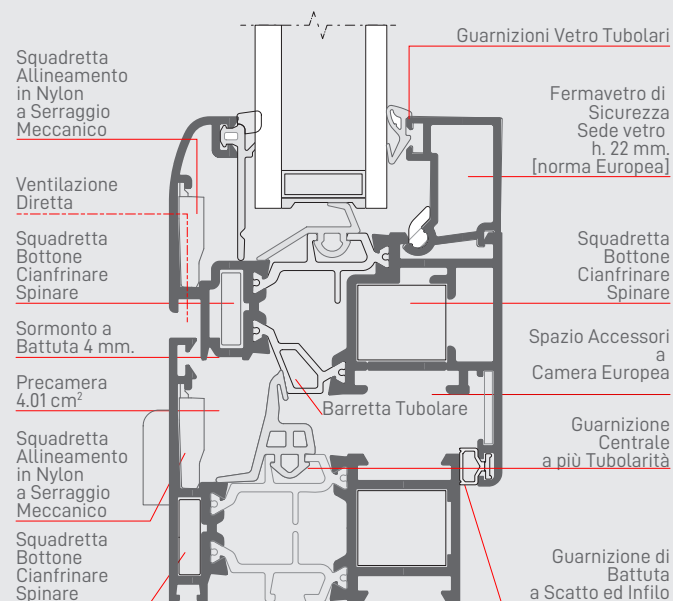 Squadretta
Allineamento
in Nylon
a Serraggio
Meccanico
Ventilazione
Diretta
Squadretta
Bottone
Cianfrinare
Spinare
Sormonto a
Battuta 4 mm.
Precamera
4.01 cm²
Squadretta
Allineamento
in Nylon
a Serraggio
Meccanico
Squadretta
Bottone
Cianfrinare
Spinare
Barretta Tubolare
Guarnizioni Vetro Tubolari
Fermavetro di
Sicurezza
Sede vetro
h. 22 mm.
[norma Europea]
Squadretta
Bottone
Cianfrinare
Spinare
Spazio Accessori
a
Camera Europea
Guarnizione
Centrale
a più Tubolarità
Guarnizione di
Battuta
a Scatto ed Infilo